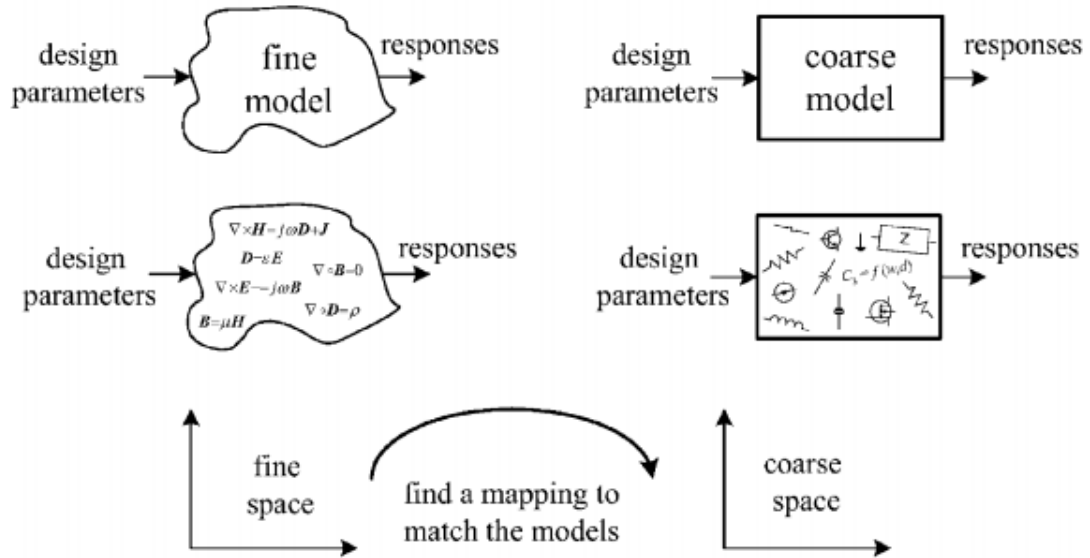 design
parameters
fine
model
responses
design
parameters
coarse
model
responses
design
parameters
∇×H=jωD+J
D=εE
∇∘B=0
∇×E=-jωB
∇∘D=ρ
B=μH
responses
design
parameters
Z
responses
fine
space
find a mapping to
match the models
coarse
space